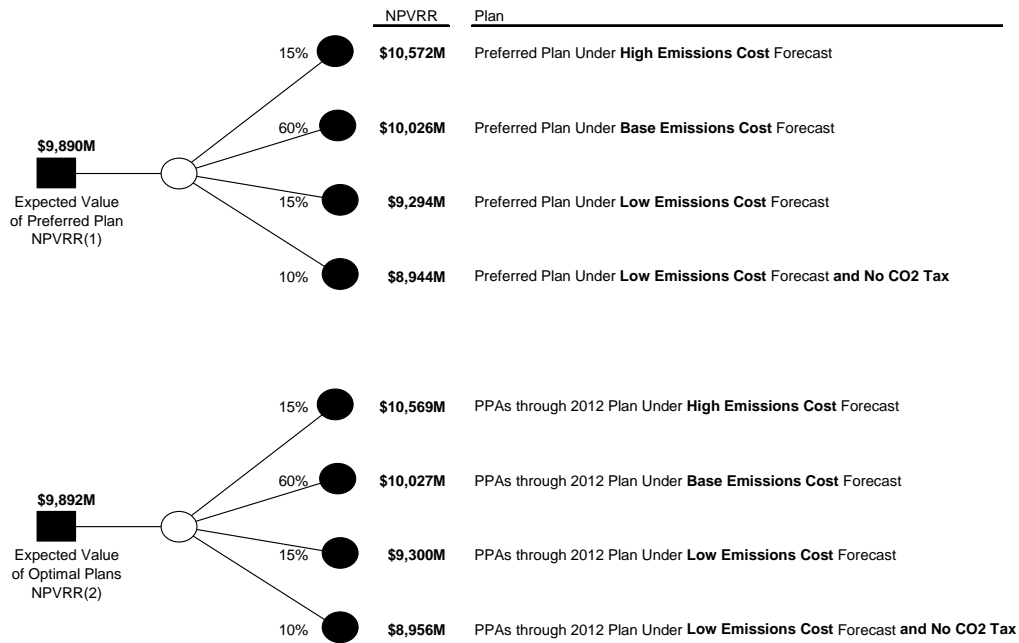 NPVRR Plan
15% $10,572M Preferred Plan Under High Emissions Cost Forecast
60% $10,026M Preferred Plan Under Base Emissions Cost Forecast
$9,890M
Expected Value
of Preferred Plan
NPVRR(1)
15% $9,294M Preferred Plan Under Low Emissions Cost Forecast
10% $8,944M Preferred Plan Under Low Emissions Cost Forecast and No CO2 Tax
15% $10,569M PPAs through 2012 Plan Under High Emissions Cost Forecast
60% $10,027M PPAs through 2012 Plan Under Base Emissions Cost Forecast
$9,892M
Expected Value
of Optimal Plans
NPVRR(2)
15% $9,300M PPAs through 2012 Plan Under Low Emissions Cost Forecast
10% $8,956M PPAs through 2012 Plan Under Low Emissions Cost Forecast and No CO2 Tax